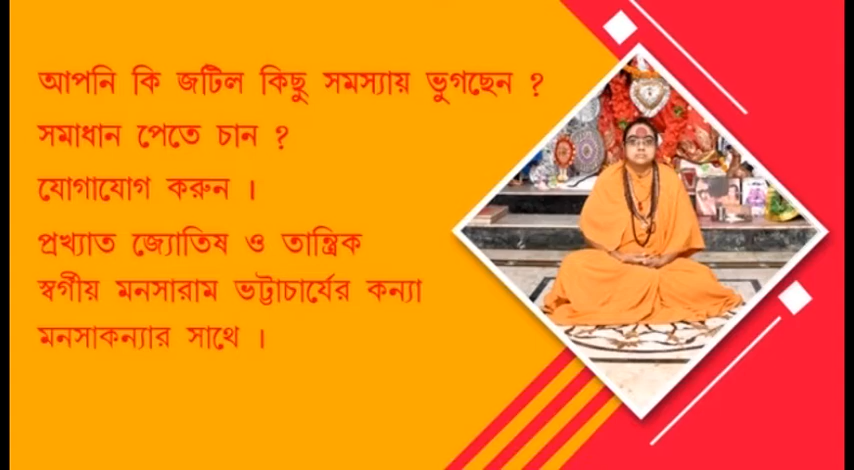 আপনি কি জটিল কিছু সমস্যায় ভুগছেন ?
সমাধান পেতে চান ?
যোগাযোগ করুন ।
প্রখ্যাত জ্যোতিষ ও তান্ত্রিক
স্বর্গীয় মনসারাম ভট্টাচার্যের কন্যা
মনসাকন্যার সাথে ।